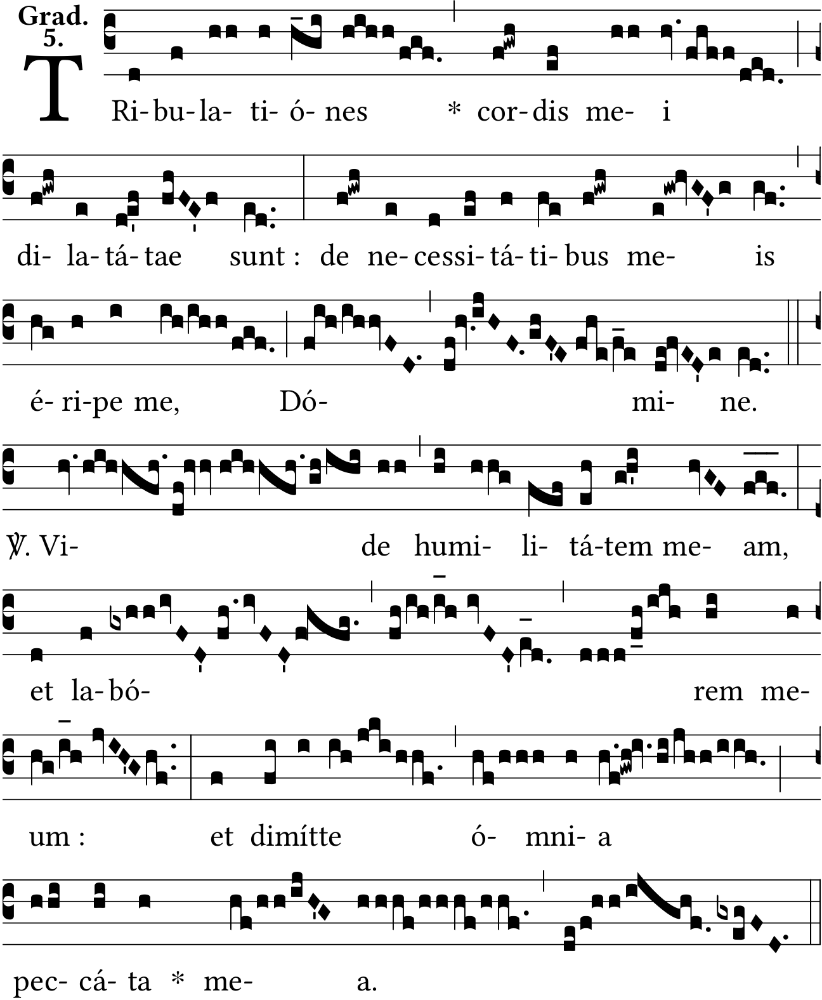 Grad.
5.
TRi-bu-la- ti-ó-nes * cor-dis me- i
di- la-tá-tae sunt : de ne-cessi-tá-ti-bus me- is
é-ri-pe me, Dó- mi- ne.
℣. Vi- de humi- li- tá-tem me- am,
et la-bó- rem me-
um : et dimítte ó- mni- a
pec- cá- ta * me- a.